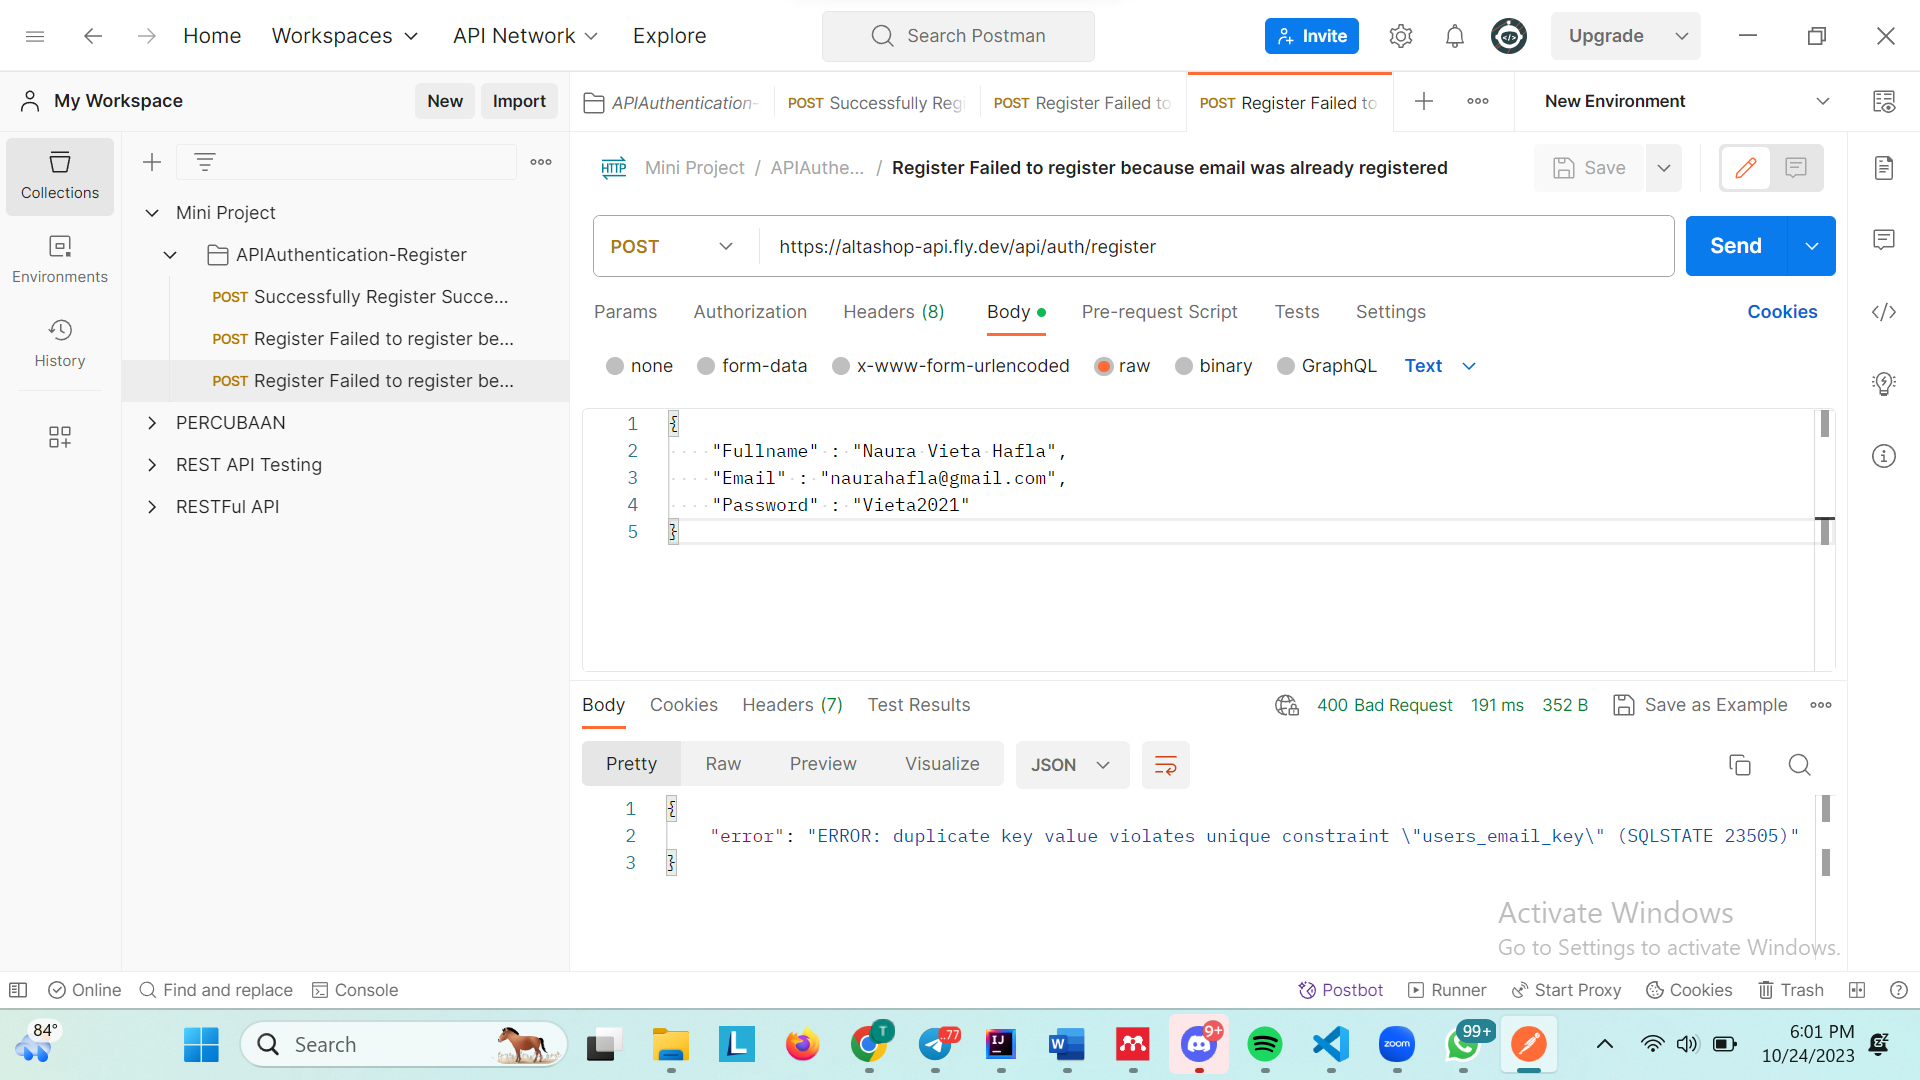 Home
Workspaces
API Network
Explore
Search Postman
Invite
Upgrade
My Workspace
New
Import
APIAuthentication-
POST Successfully Regi
POST Register Failed to
POST Register Failed to
New Environment
Collections
Environments
History
Mini Project
APIAuthentication-Register
POST Successfully Register Succe...
POST Register Failed to register be...
POST Register Failed to register be...
PERCUBAAN
REST API Testing
RESTFul API
HTTP
Mini Project / APIAuthe... / Register Failed to register because email was already registered
Save
POST
https://altashop-api.fly.dev/api/auth/register
Send
Params
Authorization
Headers (8)
Body
Pre-request Script
Tests
Settings
Cookies
none
form-data
x-www-form-urlencoded
raw
binary
GraphQL
Text
1 {
2 "Fullname" : "Naura Vieta Hafla",
3 "Email" : "naurahafla@gmail.com",
4 "Password" : "Vieta2021"
5 }
Body
Cookies
Headers (7)
Test Results
400 Bad Request
191 ms
352 B
Save as Example
Pretty
Raw
Preview
Visualize
JSON
1 {
2 "error": "ERROR: duplicate key value violates unique constraint \"users_email_key\" (SQLSTATE 23505)"
3 }
Activate Windows
Go to Settings to activate Windows.
Online
Find and replace
Console
Postbot
Runner
Start Proxy
Cookies
Trash
84°
Search
L
T
..77
IJ
W
9+
zoom
99+
6:01 PM
10/24/2023